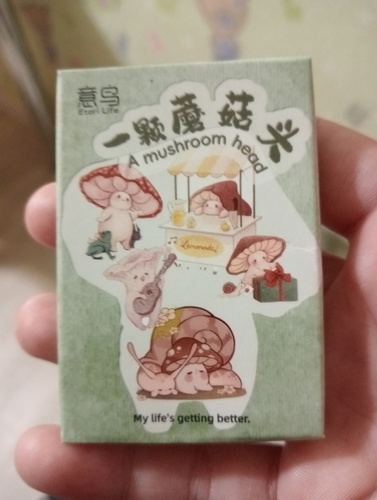 意鸟
Etori Life
一颗蘑菇头
A mushroom head
Lemonade
My life's getting better.